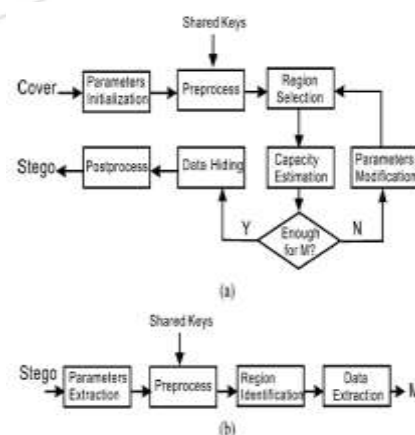 Shared Keys
Cover
Parameters
Initialization
Preprocess
Region
Selection
Stego
Postprocess
Data Hiding
Capacity
Estimation
Parameters
Modification
Y
Enough
for M?
N
(a)
Shared Keys
Stego
Parameters
Extraction
Preprocess
Region
Identification
Data
Extraction
M
(b)